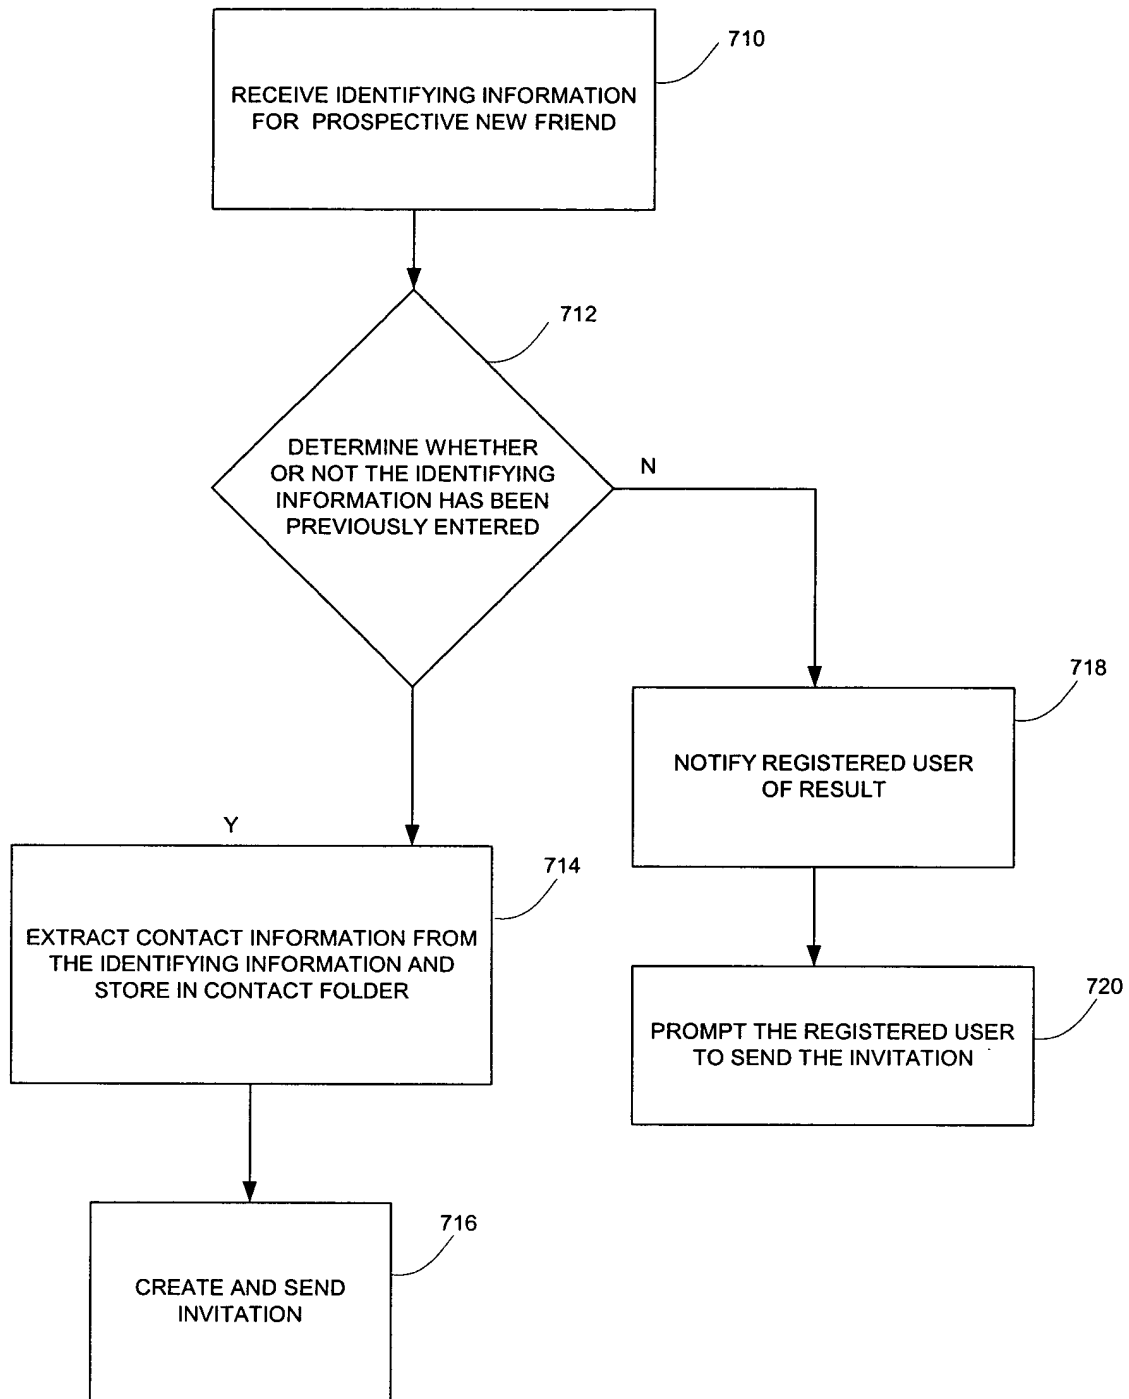 710
RECEIVE IDENTIFYING INFORMATION
FOR PROSPECTIVE NEW FRIEND
712
DETERMINE WHETHER
OR NOT THE IDENTIFYING
INFORMATION HAS BEEN
PREVIOUSLY ENTERED
N
718
NOTIFY REGISTERED USER
OF RESULT
Y
714
EXTRACT CONTACT INFORMATION FROM
THE IDENTIFYING INFORMATION AND
STORE IN CONTACT FOLDER
720
PROMPT THE REGISTERED USER
TO SEND THE INVITATION
716
CREATE AND SEND
INVITATION